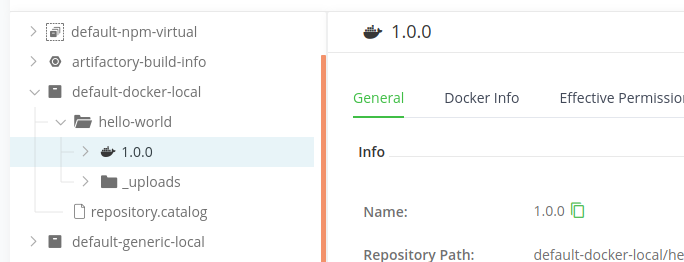 default-npm-virtual
artifactory-build-info
default-docker-local
hello-world
1.0.0
_uploads
repository.catalog
default-generic-local
1.0.0
General Docker Info Effective Permission
Info
Name: 1.0.0
Repository Path: default-docker-local/he